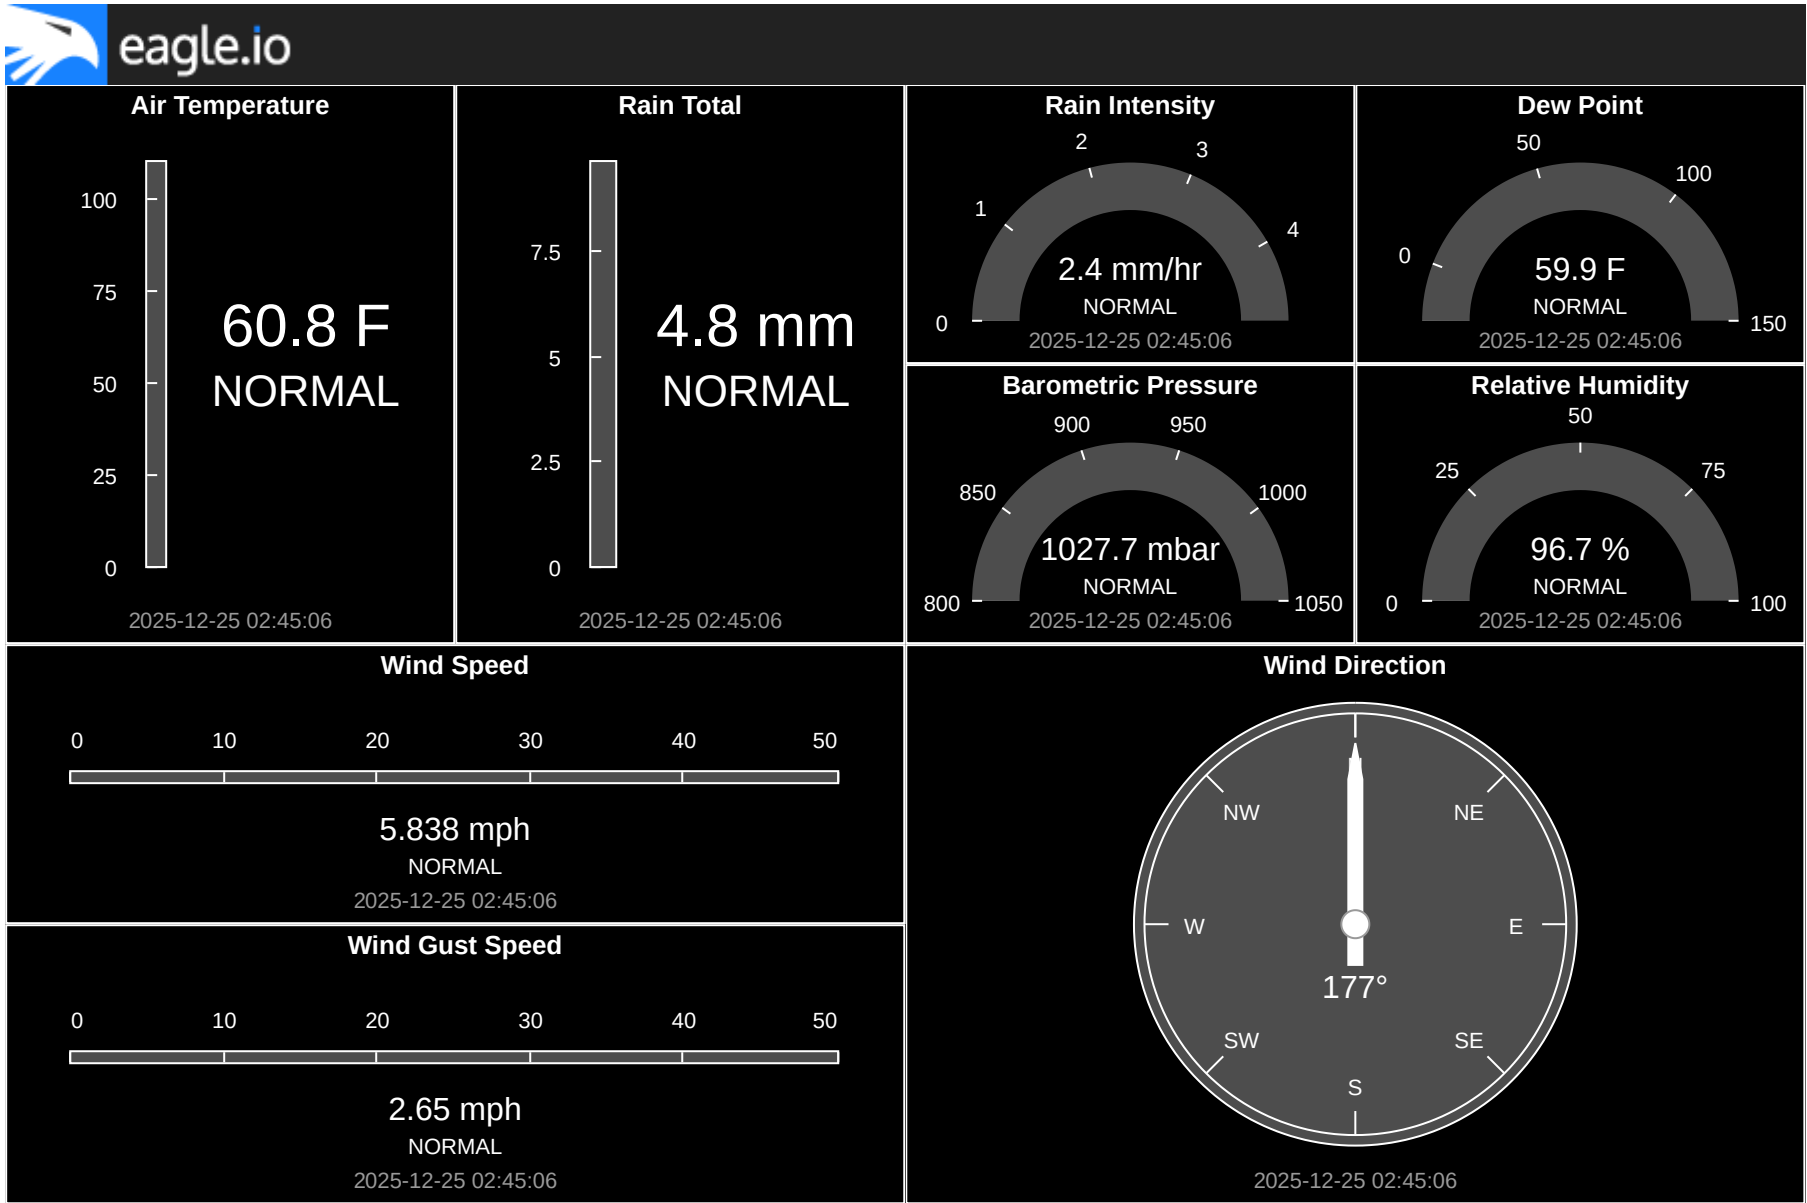 eagle.io
Air Temperature
100
75
50
25
0
60.8 F
NORMAL
2025-12-25 02:45:06
Rain Total
7.5
5
2.5
0
4.8 mm
NORMAL
2025-12-25 02:45:06
Rain Intensity
0
1
2
3
4
2.4 mm/hr
NORMAL
2025-12-25 02:45:06
Dew Point
0
50
100
150
59.9 F
NORMAL
2025-12-25 02:45:06
Barometric Pressure
800
850
900
950
1000
1050
1027.7 mbar
NORMAL
2025-12-25 02:45:06
Relative Humidity
0
25
50
75
100
96.7 %
NORMAL
2025-12-25 02:45:06
Wind Speed
0 10 20 30 40 50
5.838 mph
NORMAL
2025-12-25 02:45:06
Wind Gust Speed
0 10 20 30 40 50
2.65 mph
NORMAL
2025-12-25 02:45:06
Wind Direction
NW NE
W E
177°
SW SE
S
2025-12-25 02:45:06